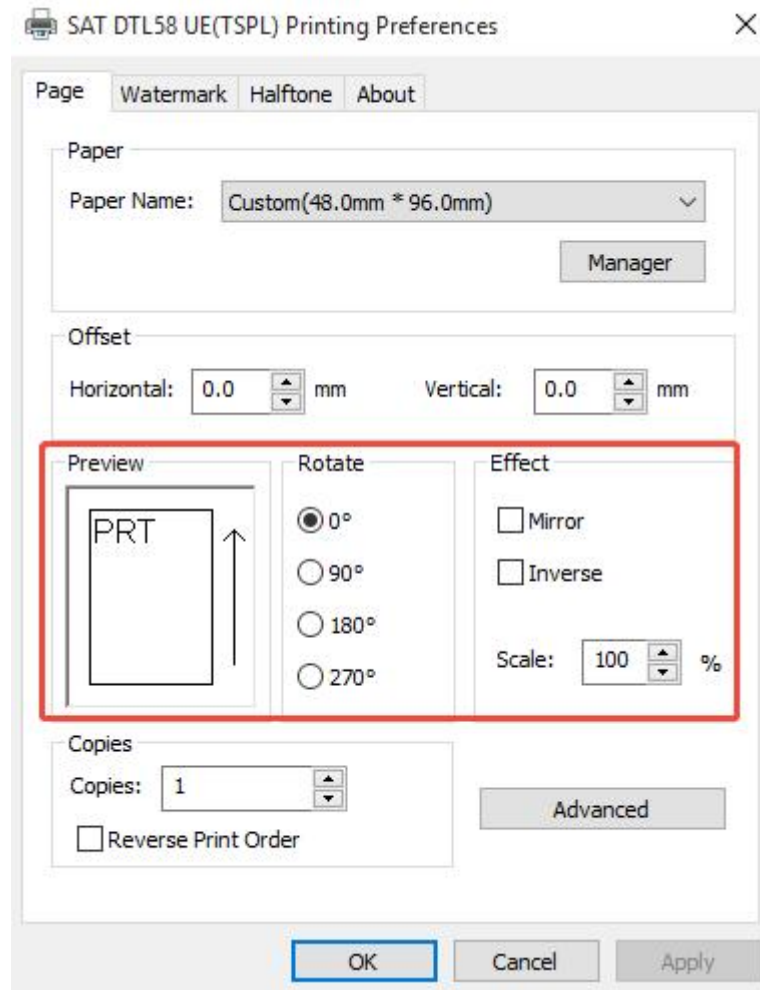 SAT DTL58 UE(TSPL) Printing Preferences
Page Watermark Halftone About
Paper
Paper Name: Custom(48.0mm * 96.0mm)
Manager
Offset
Horizontal: 0.0 mm Vertical: 0.0 mm
Preview Rotate Effect
PRT 0° Mirror
90° Inverse
180°
Scale: 100 %
270°
Copies
Copies: 1
Advanced
Reverse Print Order
OK Cancel Apply